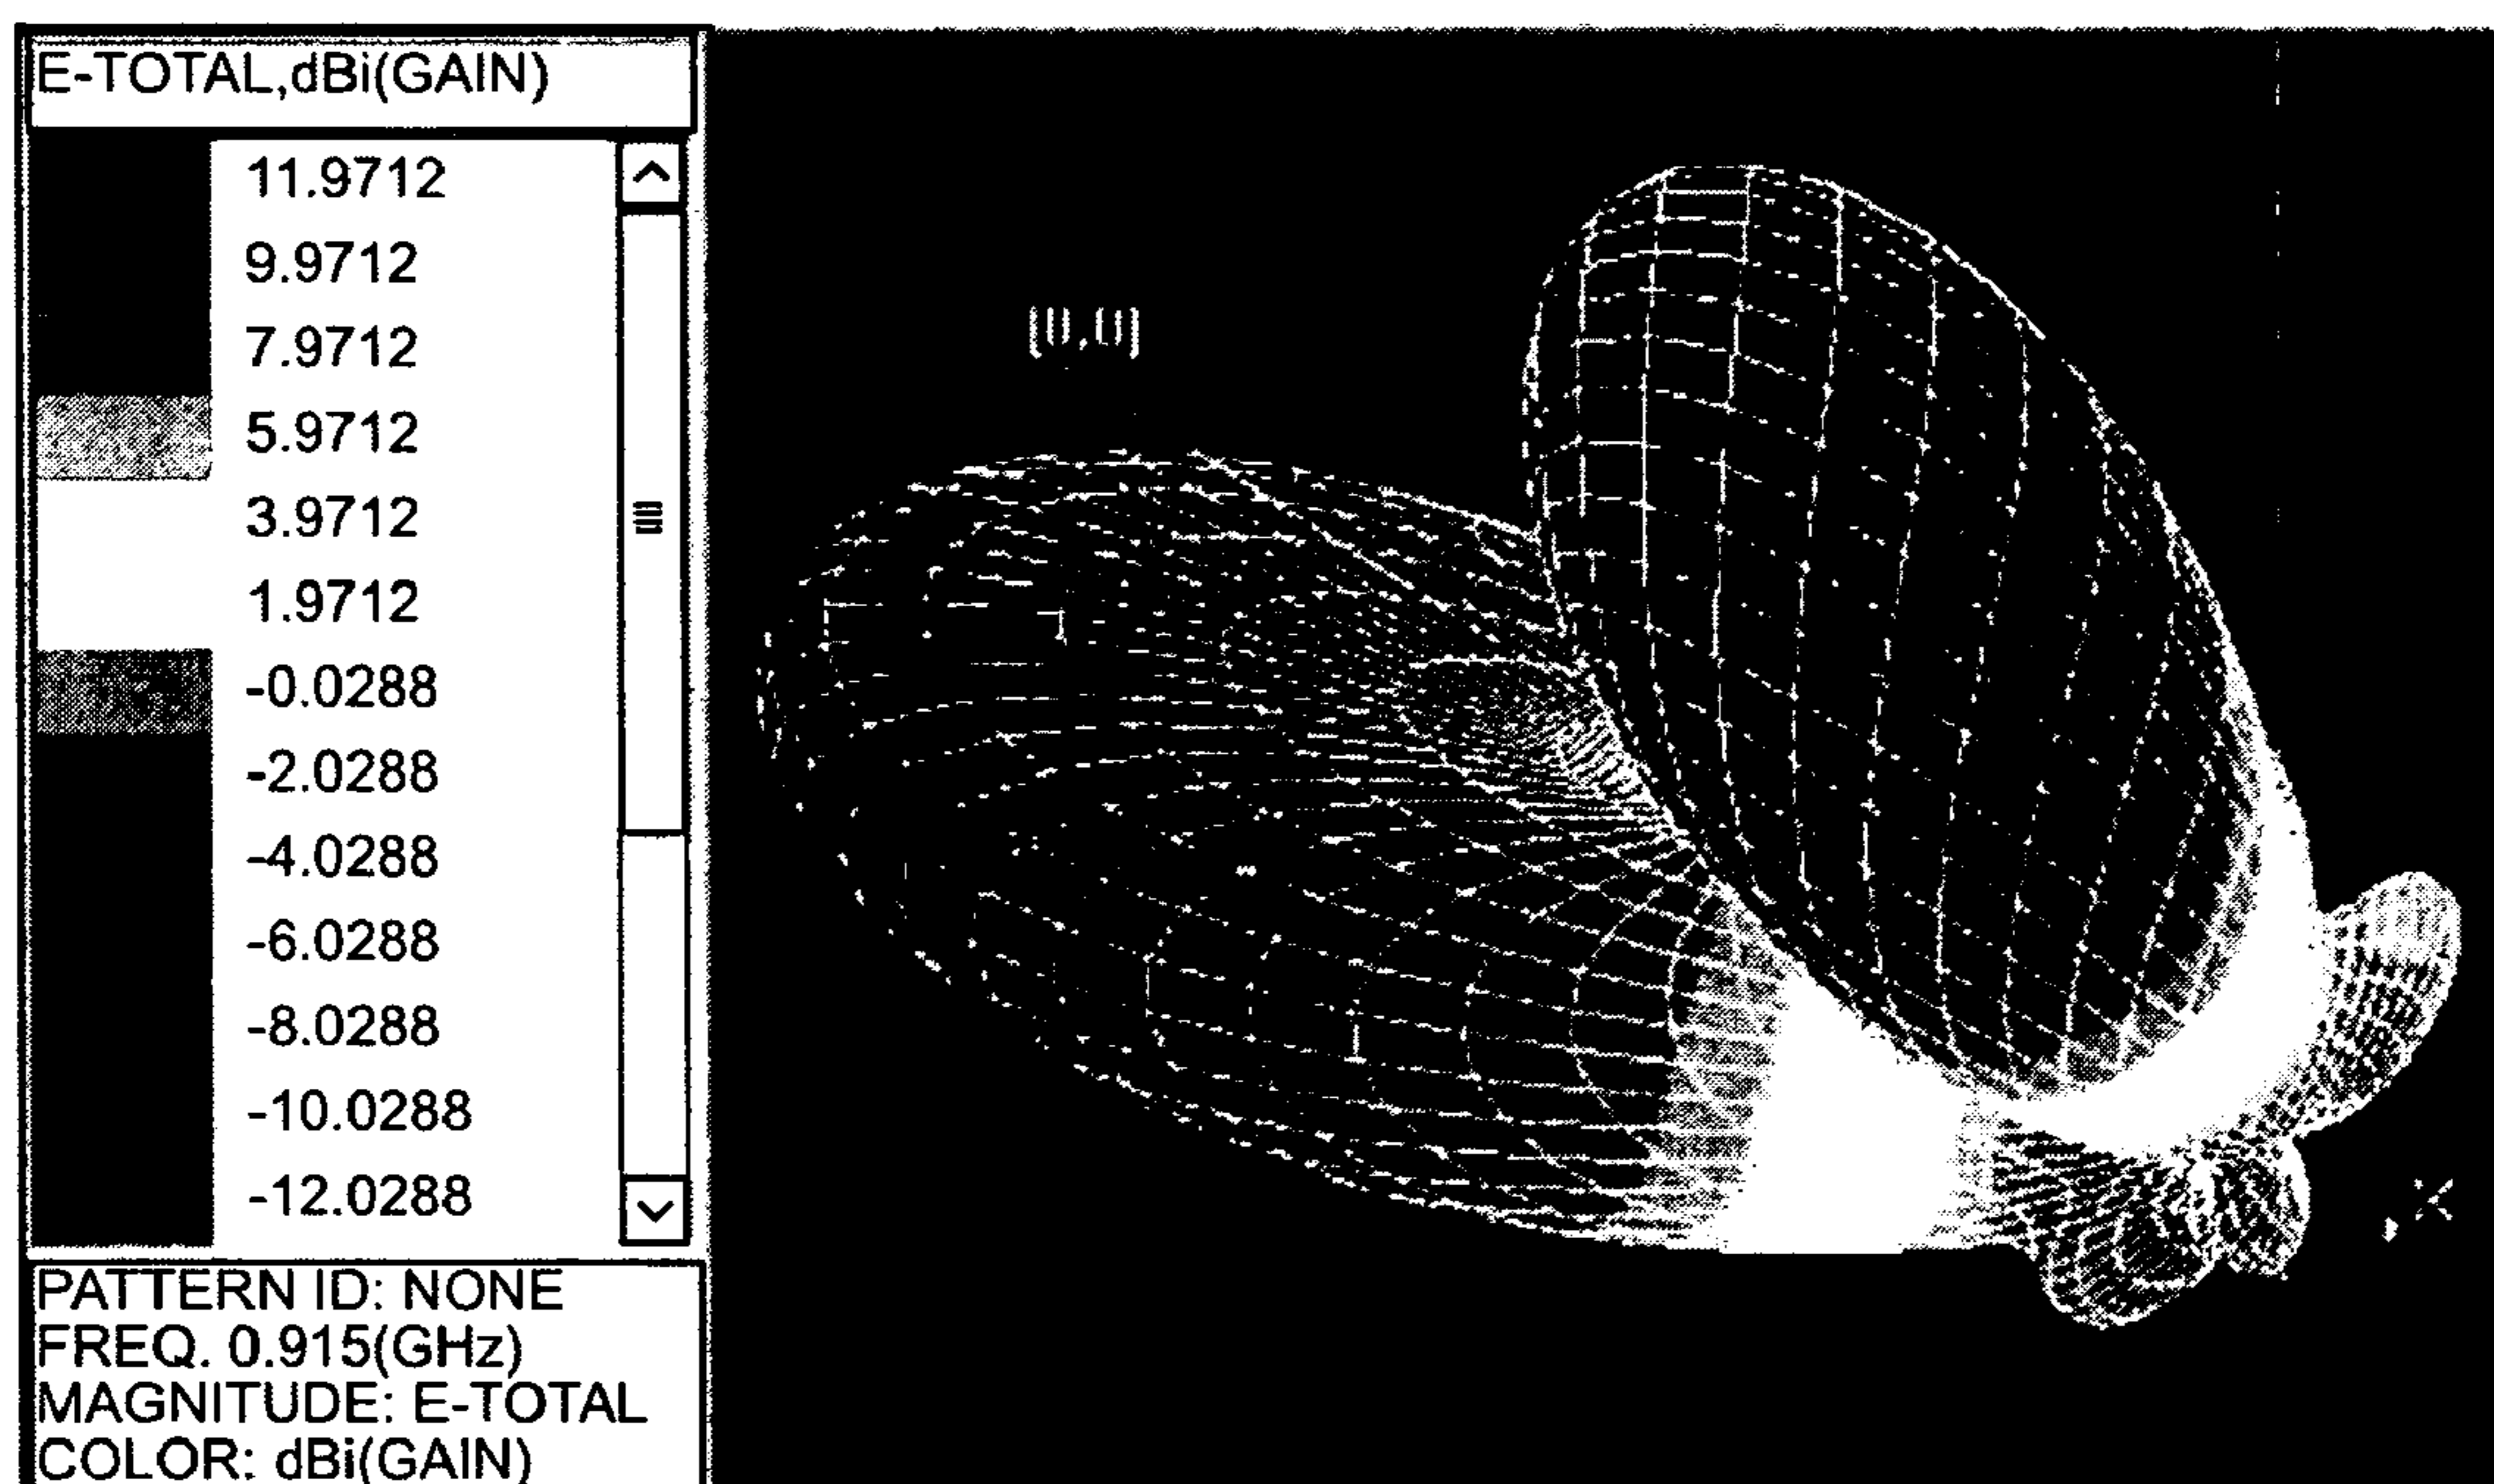 E-TOTAL,dBi(GAIN)
11.9712
9.9712
7.9712
5.9712
3.9712
1.9712
-0.0288
-2.0288
-4.0288
-6.0288
-8.0288
-10.0288
-12.0288
PATTERN ID: NONE
FREQ. 0.915(GHz)
MAGNITUDE: E-TOTAL
COLOR: dBi(GAIN)